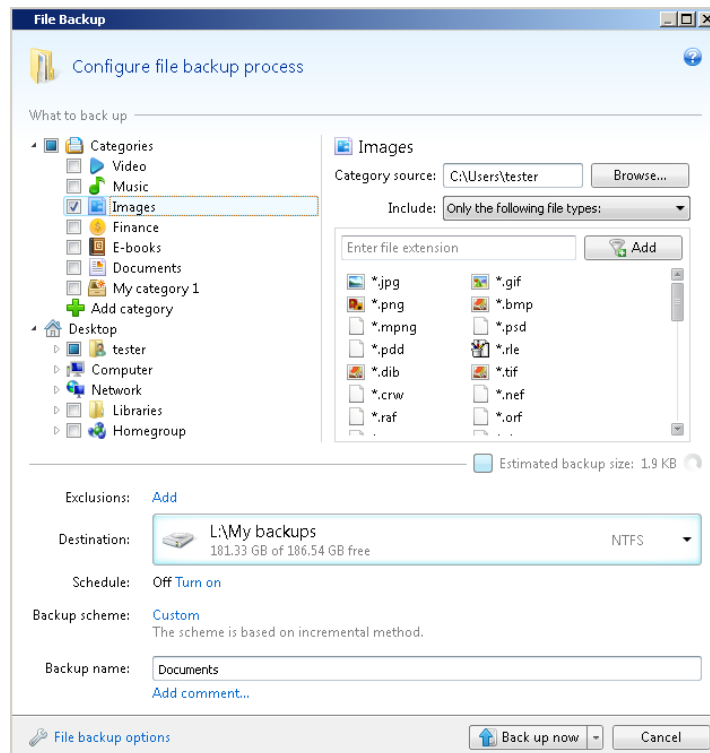 File Backup
Configure file backup process
What to back up
Categories
Video
Music
Images
Finance
E-books
Documents
My category 1
Add category
Desktop
tester
Computer
Network
Libraries
Homegroup
Images
Category source: C:\Users\tester Browse...
Include: Only the following file types:
Enter file extension Add
*.jpg *.gif
*.png *.bmp
*.mpng *.psd
*.pdd *.rle
*.dib *.tif
*.crw *.nef
*.raf *.orf
Estimated backup size: 1.9 KB
Exclusions: Add
Destination: L:\My backups
181.33 GB of 186.54 GB free NTFS
Schedule: Off Turn on
Backup scheme: Custom
The scheme is based on incremental method.
Backup name: Documents
Add comment...
File backup options Back up now Cancel